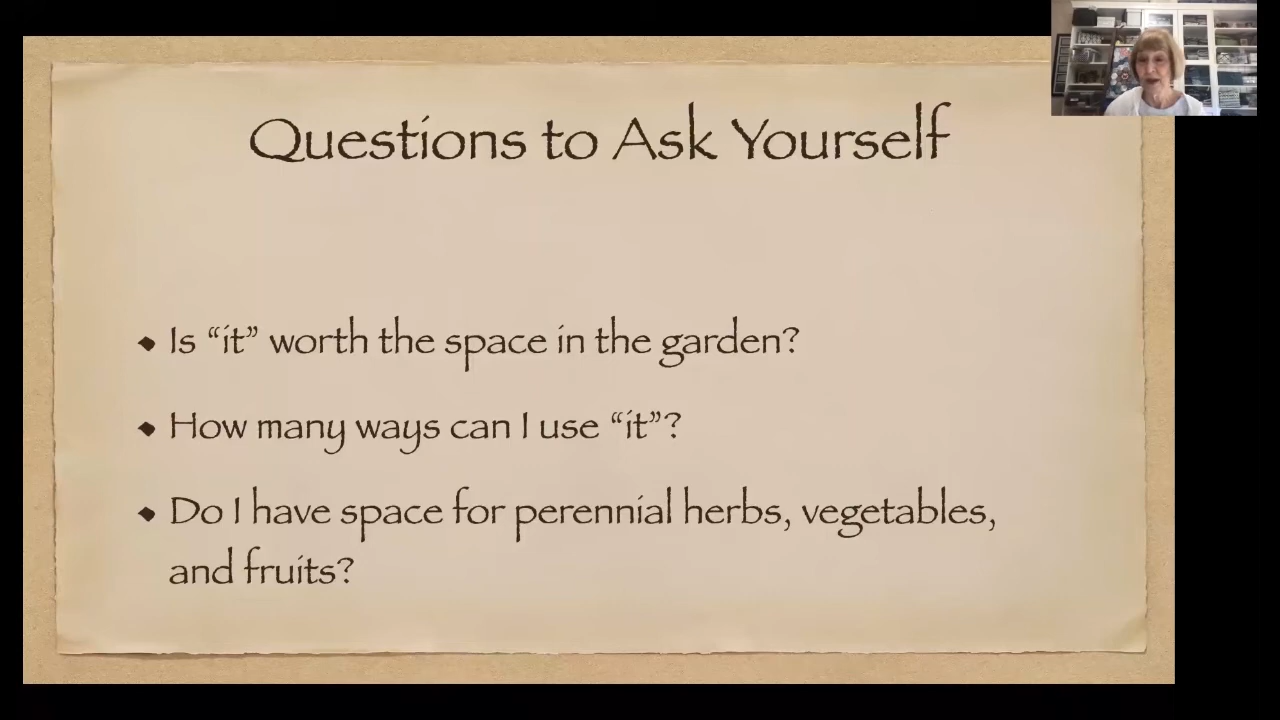 Questions to Ask Yourself
Is “it” worth the space in the garden?
How many ways can I use “it”?
Do I have space for perennial herbs, vegetables,
and fruits?